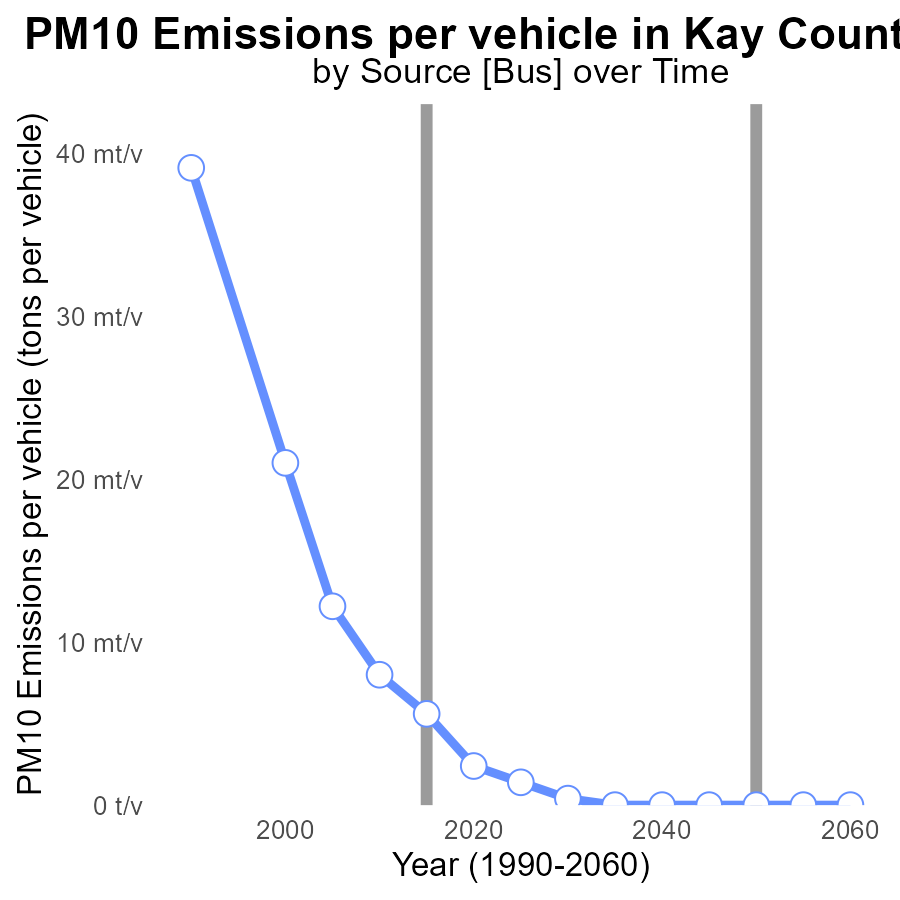 PM10 Emissions per vehicle in Kay Count
by Source [Bus] over Time
PM10 Emissions per vehicle (tons per vehicle)
40 mt/v
30 mt/v
20 mt/v
10 mt/v
0 t/v
2000
2020
2040
2060
Year (1990-2060)